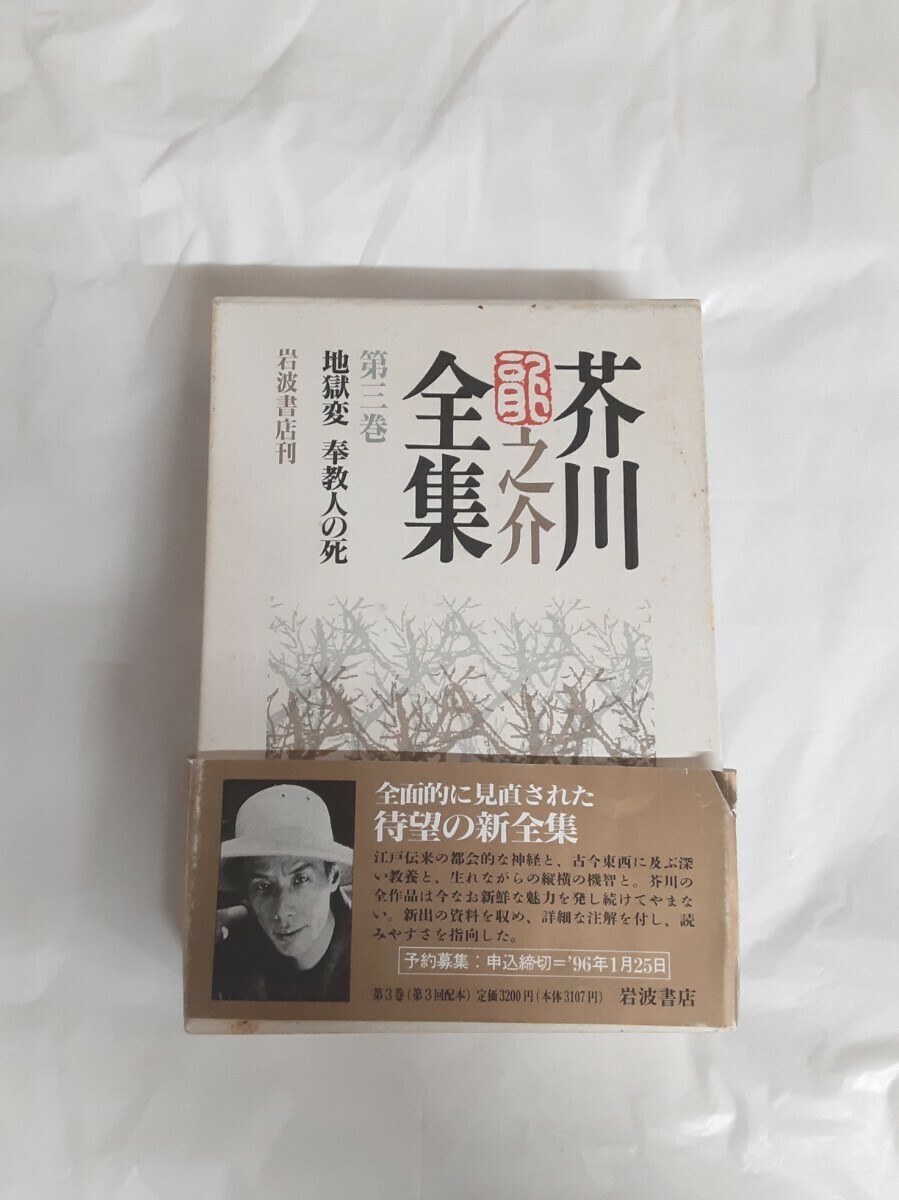 芥川
龍之介
全集
第三巻
地獄変 奉教人の死
岩波書店刊
全面的に見直された
待望の新全集
江戸伝来の都会的な神経と、古今東西に及ぶ深
い教養と、生れながらの縦横の機智と。芥川の
全作品は今なお新鮮な魅力を発し続けてやまな
い。新出の資料を収め、詳細な注解を付し、読
みやすさを指向した。
予約募集：申込締切＝'96年1月25日
第3巻（第3回配本） 定価3200円（本体3107円） 岩波書店